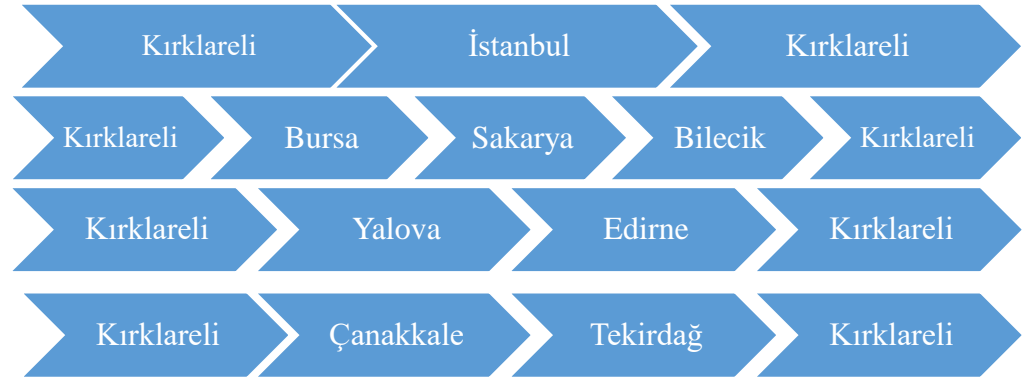 Kırklareli İstanbul Kırklareli
Kırklareli Bursa Sakarya Bilecik Kırklareli
Kırklareli Yalova Edirne Kırklareli
Kırklareli Çanakkale Tekirdağ Kırklareli